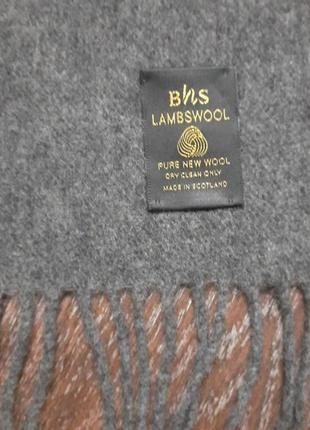 BhS
LAMBSWOOL
PURE NEW WOOL
DRY CLEAN ONLY
MADE IN SCOTLAND